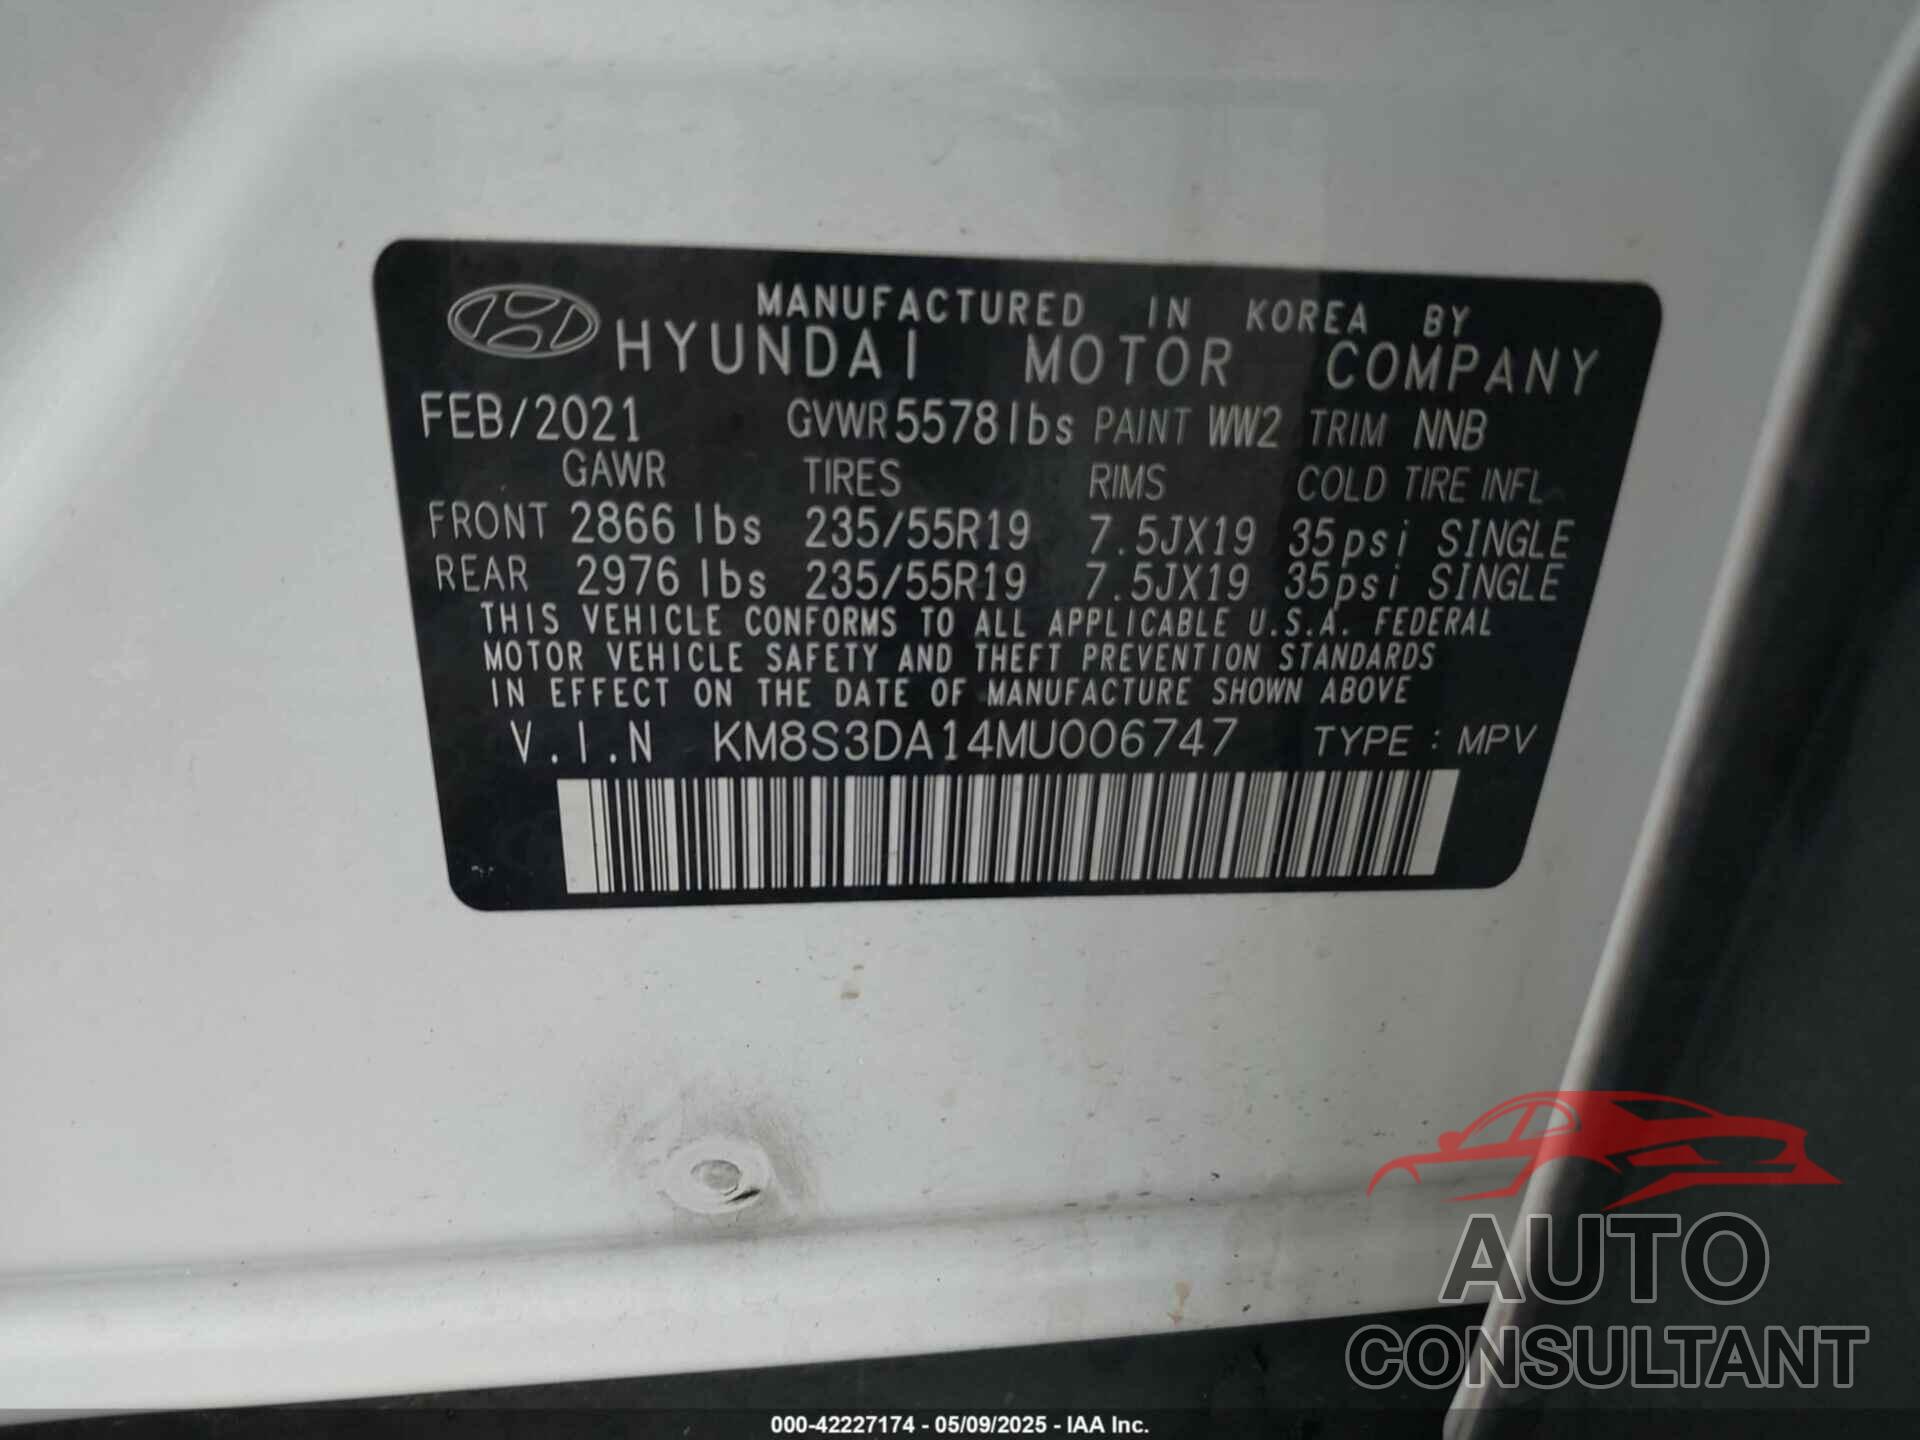 MANUFACTURED IN KOREA BY
HYUNDAI MOTOR COMPANY
FEB/2021 GVWR 5578lbs PAINT WW2 TRIM NNB
GAWR TIRES RIMS COLD TIRE INFL
FRONT 2866 lbs 235/55R19 7.5JX19 35psi SINGLE
REAR 2976 lbs 235/55R19 7.5JX19 35psi SINGLE
THIS VEHICLE CONFORMS TO ALL APPLICABLE U.S.A. FEDERAL
MOTOR VEHICLE SAFETY AND THEFT PREVENTION STANDARDS
IN EFFECT ON THE DATE OF MANUFACTURE SHOWN ABOVE
V.I.N KM8S3DA14MU006747 TYPE : MPV
AUTO
CONSULTANT
000-42227174 - 05/09/2025 - IAA Inc.